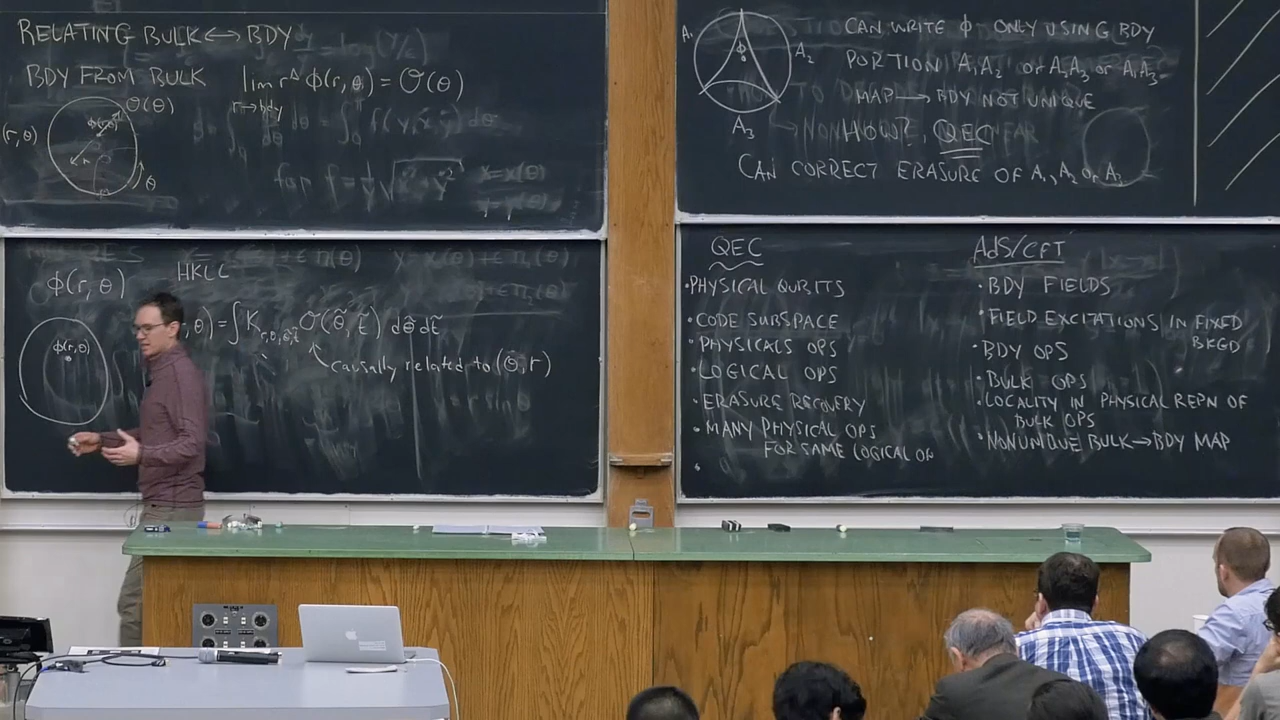 RELATING BULK ↔ BDY
BDY FROM BULK lim r^Δ φ(r, θ) = O(θ)
r→bdy
O(θ)
φ(r,θ)
(r, θ)
r
θ
φ(r, θ) HKLL
, θ) = ∫ K r,θ,θ̃,t̃ O(θ̃, t̃) dθ̃ dt̃
φ(r,θ)
causally related to (θ, r)
A₁
φ
A₂
A₃
CAN WRITE φ ONLY USING BDY
PORTION A₁A₂ or A₂A₃ or A₁A₃
MAP → BDY NOT UNIQUE
HOW? QEC
CAN CORRECT ERASURE OF A₁, A₂ or A₃
QEC
·PHYSICAL QUBITS
·CODE SUBSPACE
·PHYSICALS OPS
·LOGICAL OPS
·ERASURE RECOVERY
·MANY PHYSICAL OPS
FOR SAME LOGICAL OP
·
AdS/CFT
·BDY FIELDS
·FIELD EXCITATIONS IN FIXED
BKGD
·BDY OPS
·BULK OPS
·LOCALITY IN PHYSICAL REPN OF
BULK OPS
·NONUNIQUE BULK→BDY MAP